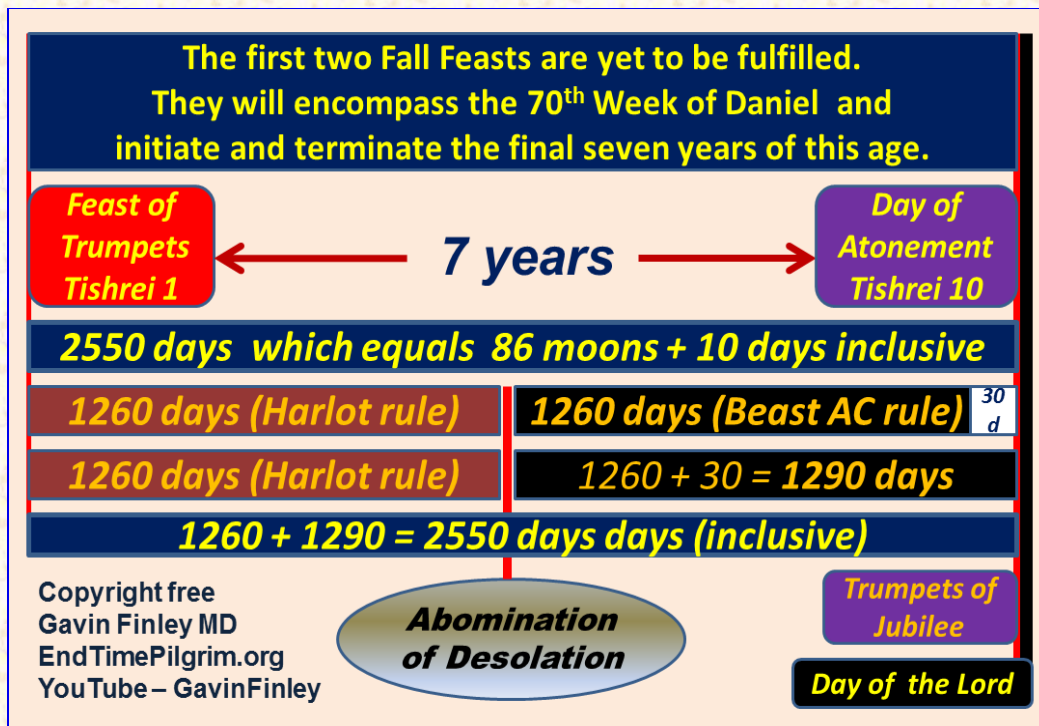 The first two Fall Feasts are yet to be fulfilled.
They will encompass the 70th Week of Daniel and
initiate and terminate the final seven years of this age.
Feast of
Trumpets
Tishrei 1
7 years
Day of
Atonement
Tishrei 10
2550 days which equals 86 moons + 10 days inclusive
1260 days (Harlot rule)
1260 days (Beast AC rule)
30
d
1260 days (Harlot rule)
1260 + 30 = 1290 days
1260 + 1290 = 2550 days days (inclusive)
Copyright free
Gavin Finley MD
EndTimePilgrim.org
YouTube – GavinFinley
Abomination
of Desolation
Trumpets of
Jubilee
Day of the Lord